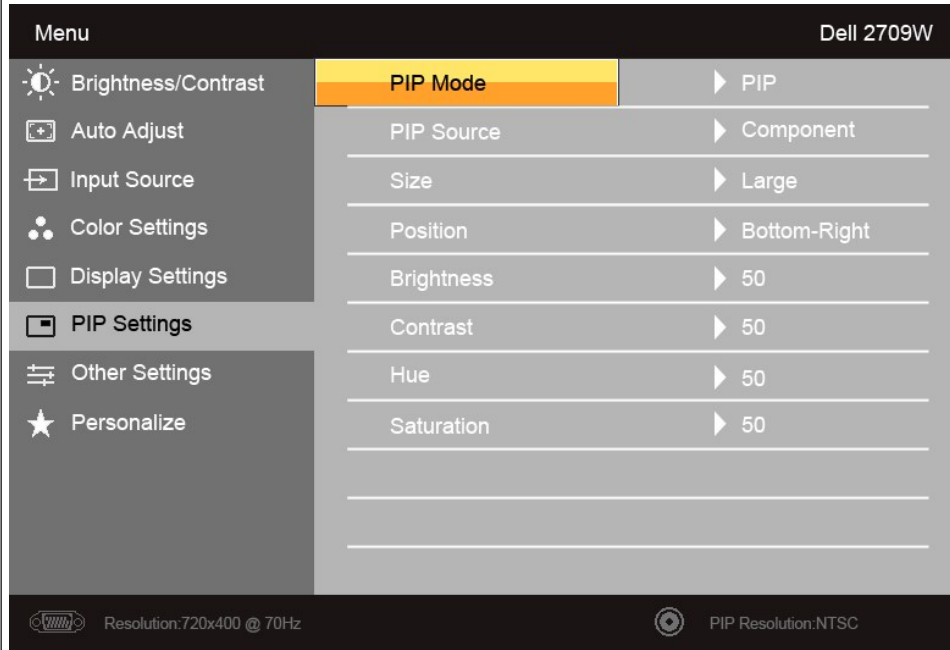 Menu Dell 2709W
Brightness/Contrast PIP Mode PIP
Auto Adjust PIP Source Component
Input Source Size Large
Color Settings Position Bottom-Right
Display Settings Brightness 50
PIP Settings Contrast 50
Other Settings Hue 50
Personalize Saturation 50
Resolution:720x400 @ 70Hz PIP Resolution:NTSC